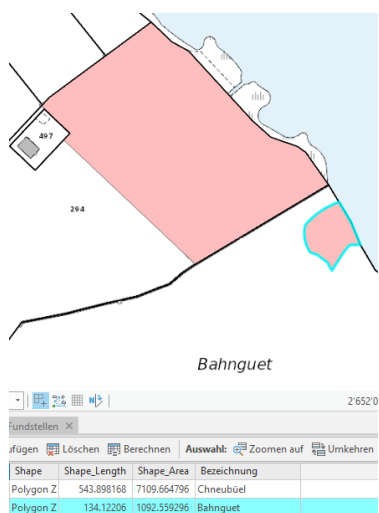 497
294
Bahnguet
2'652'0
Fundstellen
ufügen Löschen Berechnen Auswahl: Zoomen auf Umkehren
Shape Shape_Length Shape_Area Bezeichnung
Polygon Z 543.898168 7109.664796 Chneubüel
Polygon Z 134.12206 1092.559296 Bahnguet